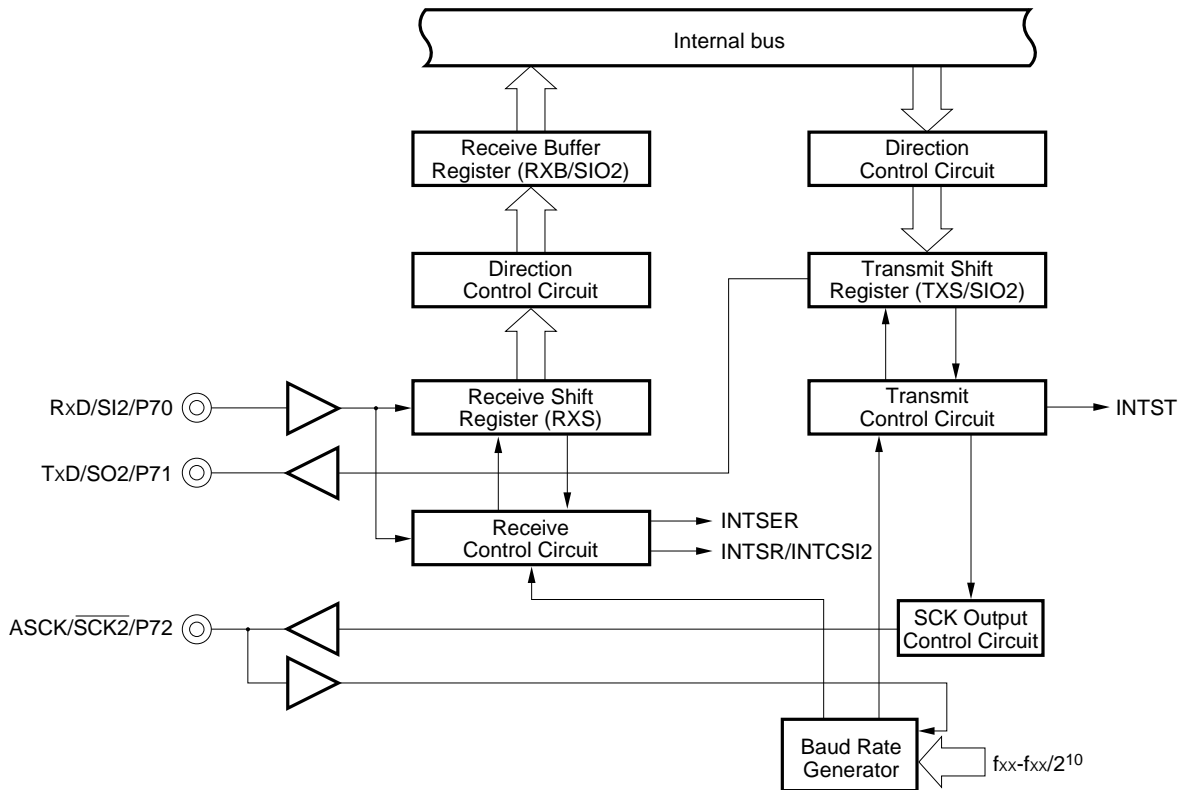 Internal bus
Receive Buffer
Register (RXB/SIO2)
Direction
Control Circuit
Direction
Control Circuit
Transmit Shift
Register (TXS/SIO2)
RxD/SI2/P70
Receive Shift
Register (RXS)
Transmit
Control Circuit
INTST
TxD/SO2/P71
Receive
Control Circuit
INTSER
INTSR/INTCSI2
ASCK/S̅C̅K̅2̅/P72
SCK Output
Control Circuit
Baud Rate
Generator
fxx-fxx/2¹⁰